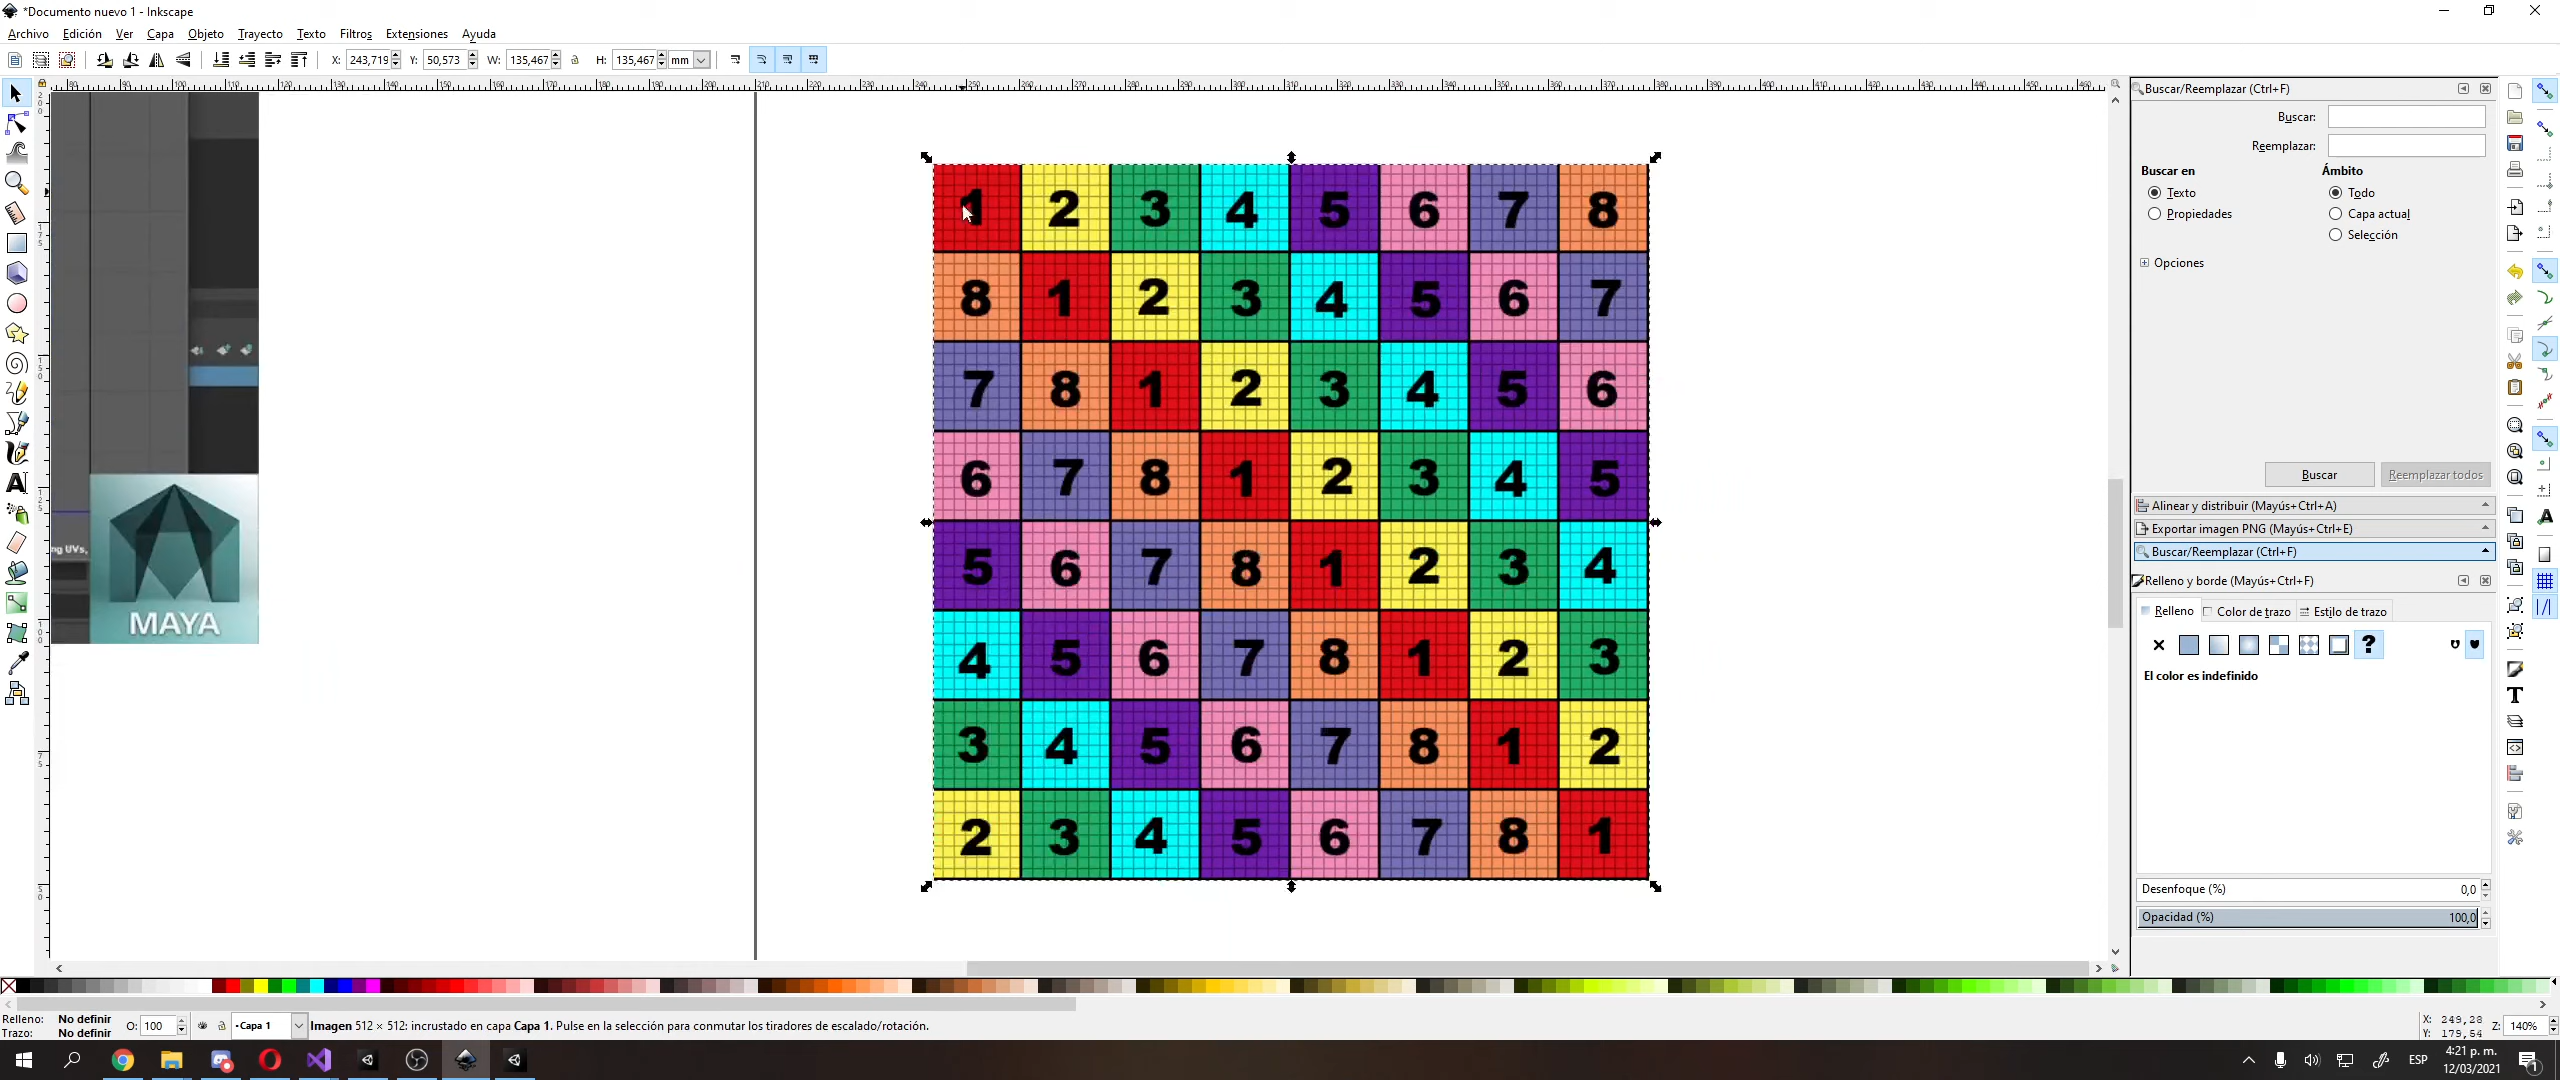 *Documento nuevo 1 - Inkscape
Archivo Edición Ver Capa Objeto Trayecto Texto Filtros Extensiones Ayuda
X: 243,719 Y: 50,573 W: 135,467 H: 135,467 mm
Buscar/Reemplazar (Ctrl+F)
Buscar:
Reemplazar:
Buscar en Ámbito
Texto Todo
Propiedades Capa actual
Selección
Opciones
Buscar Reemplazar todos
Alinear y distribuir (Mayús+Ctrl+A)
Exportar imagen PNG (Mayús+Ctrl+E)
Buscar/Reemplazar (Ctrl+F)
Relleno y borde (Mayús+Ctrl+F)
Relleno Color de trazo Estilo de trazo
?
El color es indefinido
Desenfoque (%) 0,0
Opacidad (%) 100,0
1 2 3 4 5 6 7 8
8 1 2 3 4 5 6 7
7 8 1 2 3 4 5 6
6 7 8 1 2 3 4 5
5 6 7 8 1 2 3 4
4 5 6 7 8 1 2 3
3 4 5 6 7 8 1 2
2 3 4 5 6 7 8 1
ng UVs,
MAYA
Relleno: No definir
Trazo: No definir
O: 100
Capa 1
Imagen 512 × 512: incrustado en capa Capa 1. Pulse en la selección para conmutar los tiradores de escalado/rotación.
X: 249,28
Y: 179,54
Z: 140%
ESP
4:21 p. m.
12/03/2021